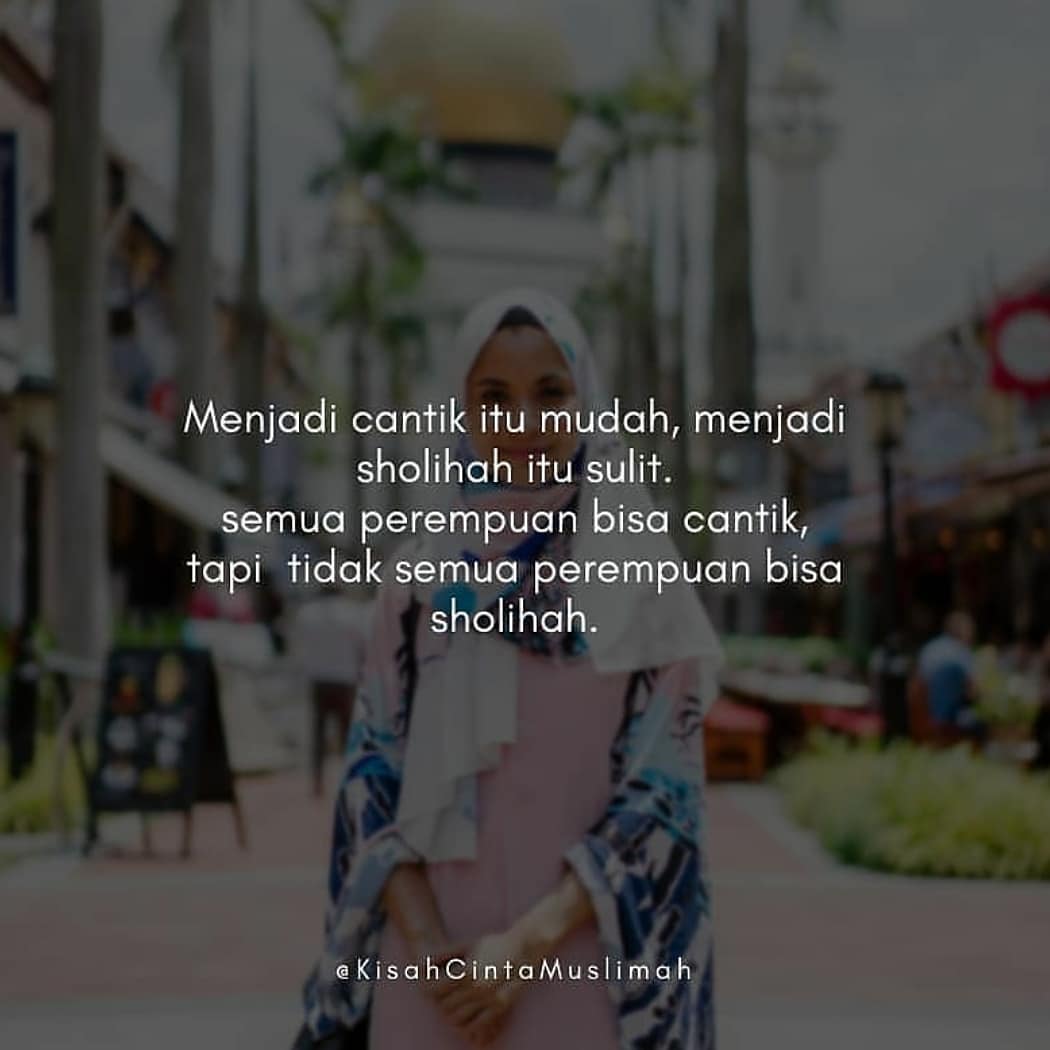 Menjadi cantik itu mudah, menjadi
sholihah itu sulit.
semua perempuan bisa cantik,
tapi  tidak semua perempuan bisa
sholihah.
@KisahCintaMuslimah